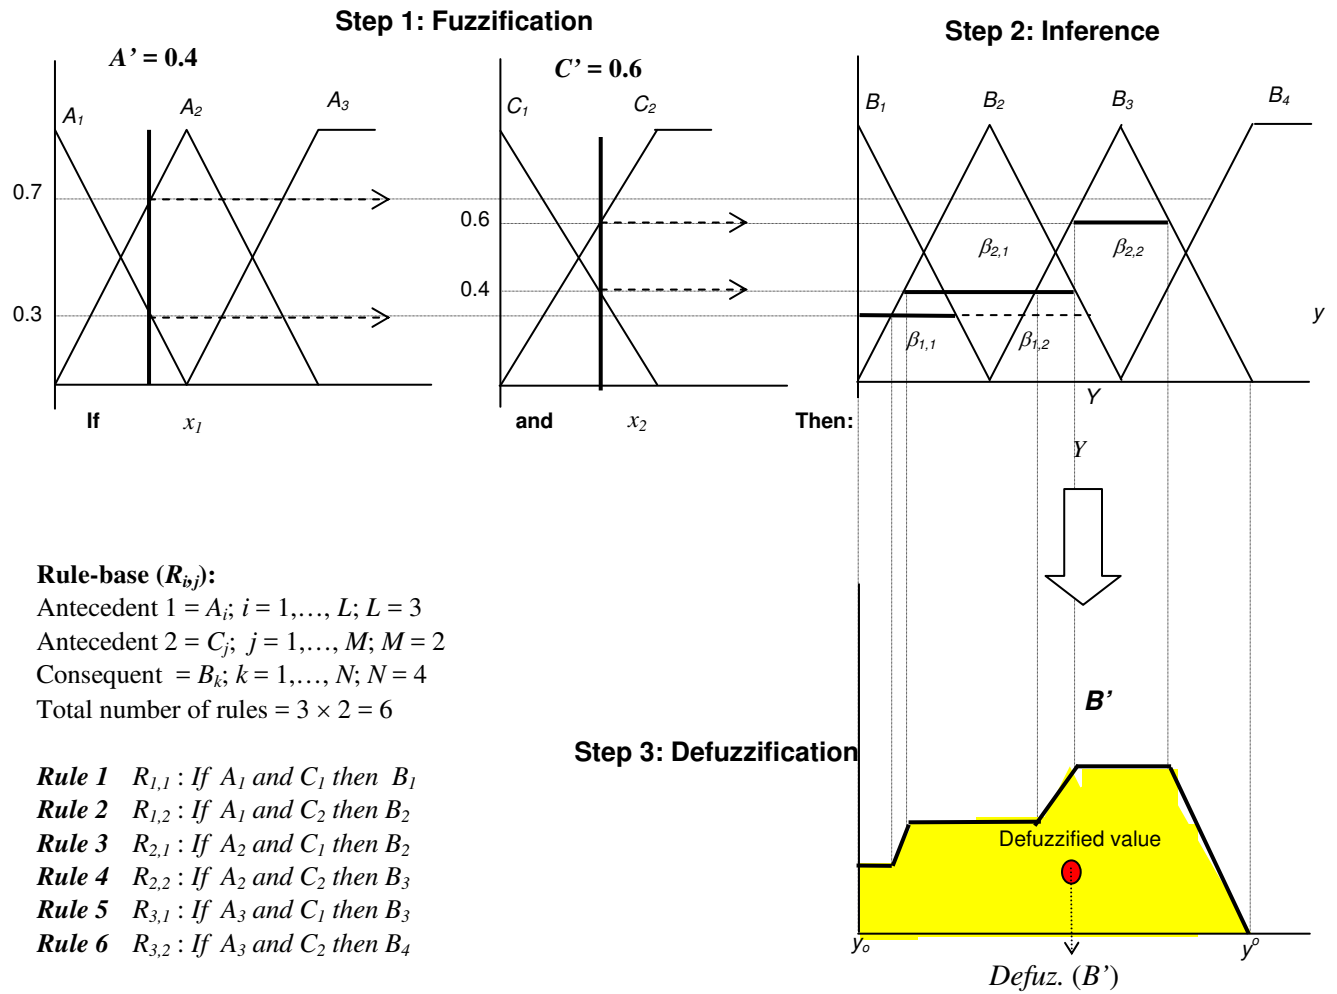 Step 1: Fuzzification
Step 2: Inference
A’ = 0.4
C’ = 0.6
A1
A2
A3
C1
C2
B1
B2
B3
B4
0.7
0.3
0.6
0.4
β2,1
β2,2
β1,1
β1,2
y
Y
If
x1
and
x2
Then:
Y
Rule-base (Ri,j):
Antecedent 1 = Ai; i = 1,…, L; L = 3
Antecedent 2 = Cj; j = 1,…, M; M = 2
Consequent = Bk; k = 1,…, N; N = 4
Total number of rules = 3 × 2 = 6
Rule 1 R1,1 : If A1 and C1 then B1
Rule 2 R1,2 : If A1 and C2 then B2
Rule 3 R2,1 : If A2 and C1 then B2
Rule 4 R2,2 : If A2 and C2 then B3
Rule 5 R3,1 : If A3 and C1 then B3
Rule 6 R3,2 : If A3 and C2 then B4
B’
Step 3: Defuzzification
Defuzzified value
yo
yo
Defuz. (B’)